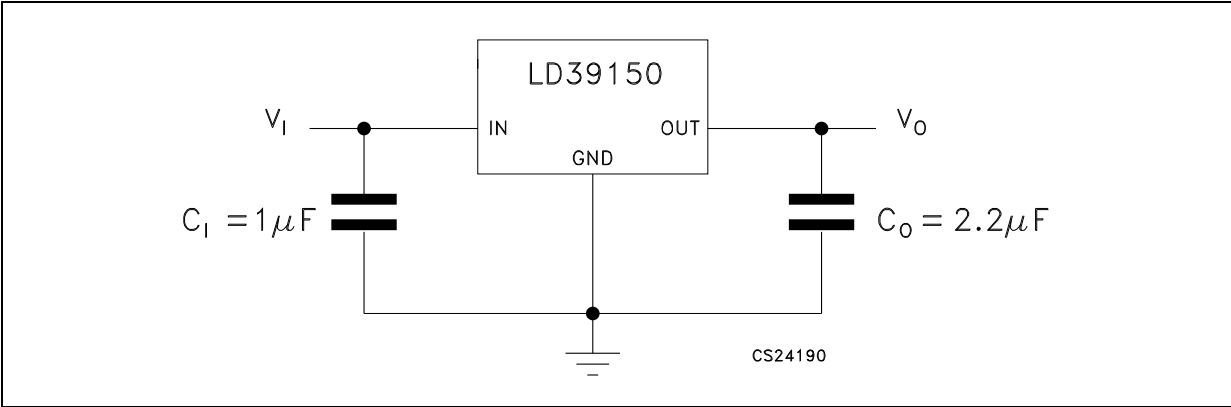 LD39150
V_I
IN
OUT
V_O
GND
C_I = 1µF
C_O = 2.2µF
CS24190